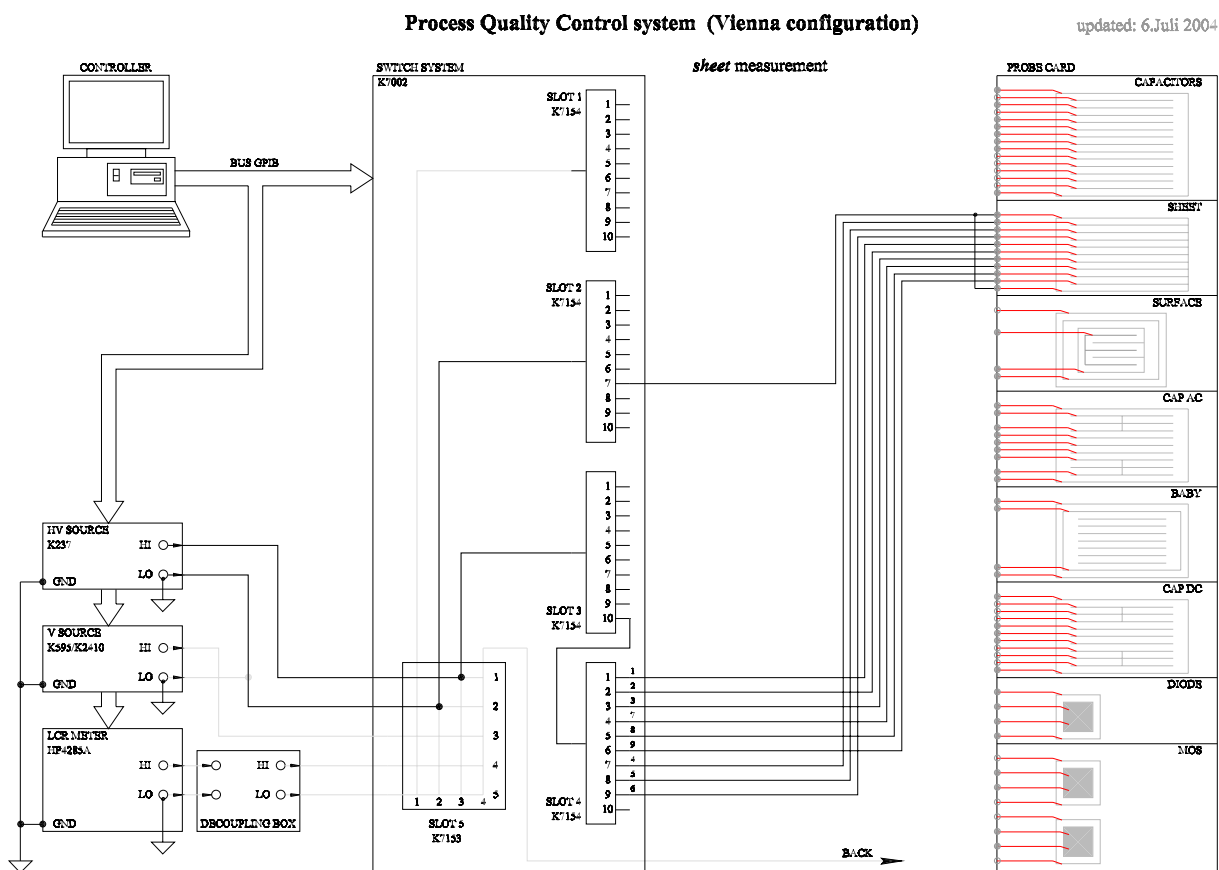 Process Quality Control system (Vienna configuration)
updated: 6.Juli 2004
CONTROLLER
SWITCH SYSTEM
K7002
sheet measurement
PROBE CARD
CAPACITORS
BUS GPIB
SLOT 1
K7154
1
2
3
4
5
6
7
8
9
10
SHEET
SLOT 2
K7154
1
2
3
4
5
6
7
8
9
10
SURFACE
CAP AC
BABY
1
2
3
4
5
6
7
8
9
10
SLOT 3
K7154
CAP DC
HV SOURCE
K237
HI
LO
GND
V SOURCE
K595/K2410
HI
LO
GND
LCR METER
HP4285A
HI
LO
GND
HI
LO
DECOUPLING BOX
1
2
3
4
5
1 2 3 4
SLOT 5
K7153
1
2
3
4
5
6
7
8
9
10
1
2
3
7
8
9
4
5
6
SLOT 4
K7154
DIODE
MOS
BACK